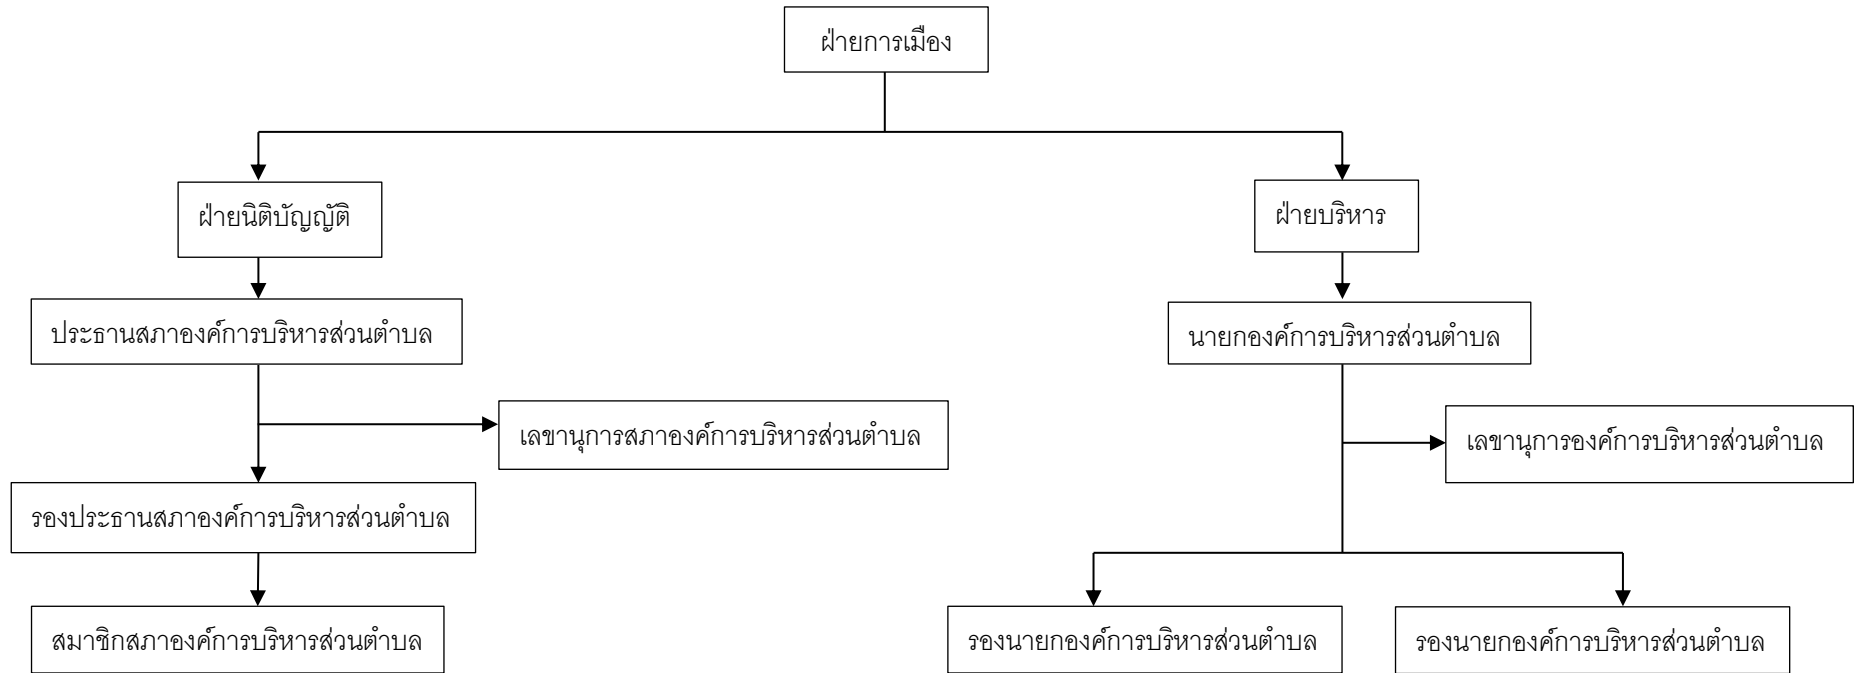 ฝ่ายการเมือง
ฝ่ายนิติบัญญัติ
ฝ่ายบริหาร
ประธานสภาองค์การบริหารส่วนตำบล
นายกองค์การบริหารส่วนตำบล
เลขานุการสภาองค์การบริหารส่วนตำบล
เลขานุการองค์การบริหารส่วนตำบล
รองประธานสภาองค์การบริหารส่วนตำบล
สมาชิกสภาองค์การบริหารส่วนตำบล
รองนายกองค์การบริหารส่วนตำบล
รองนายกองค์การบริหารส่วนตำบล